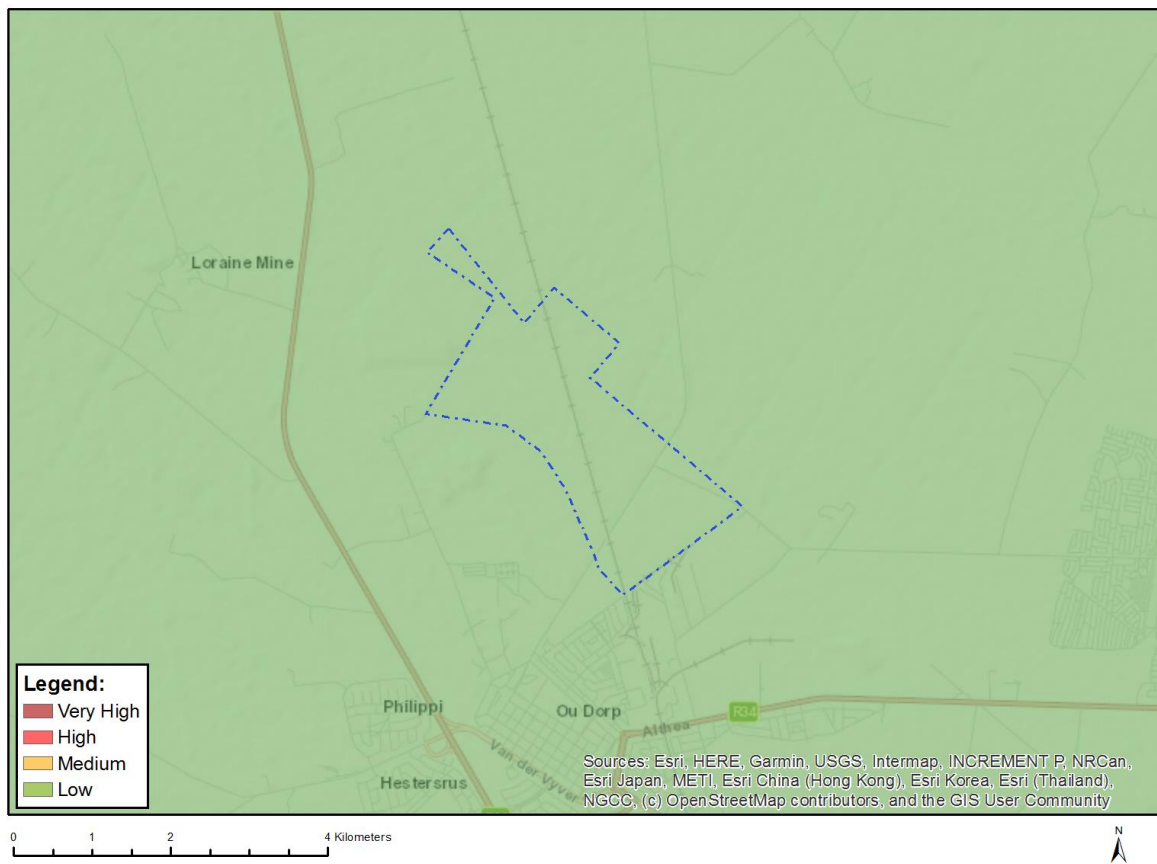 Loraine Mine
Philippi
Ou Dorp
R34
Althea
Van der Vyver
Hestersrus
Legend:
Very High
High
Medium
Low
Sources: Esri, HERE, Garmin, USGS, Intermap, INCREMENT P, NRCan,
Esri Japan, METI, Esri China (Hong Kong), Esri Korea, Esri (Thailand),
NGCC, (c) OpenStreetMap contributors, and the GIS User Community
0 1 2 4 Kilometers
N